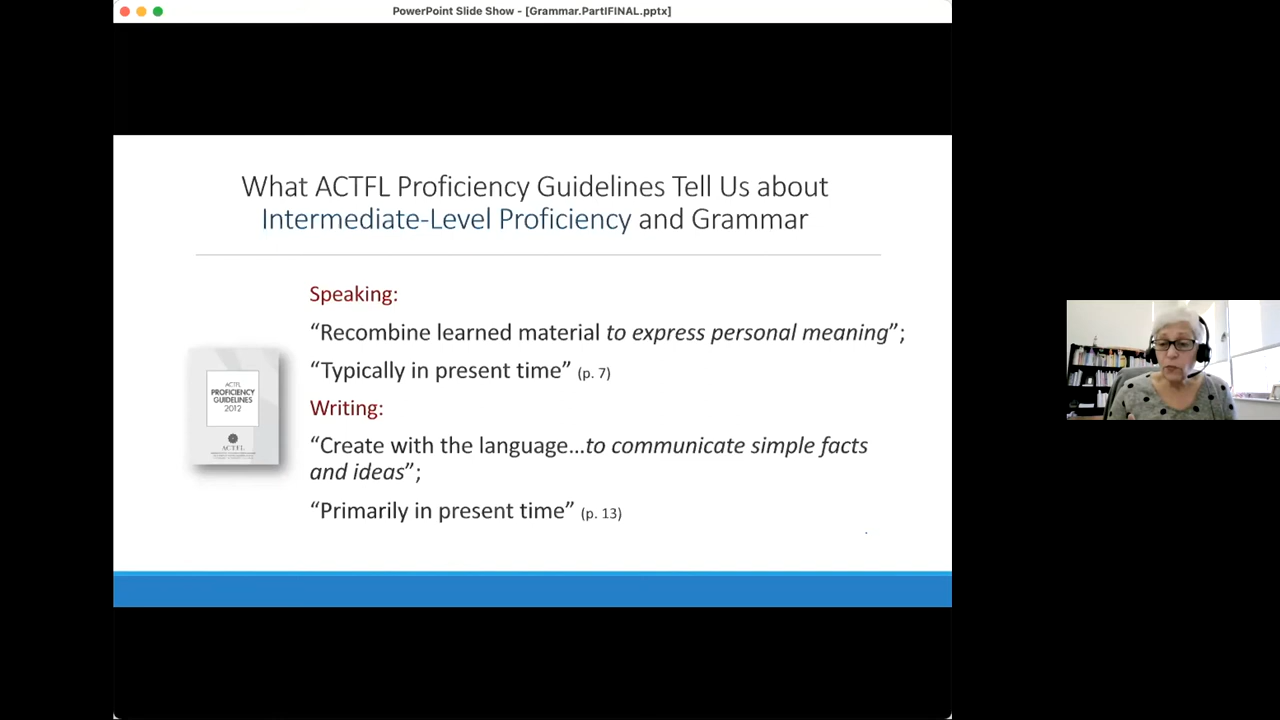 PowerPoint Slide Show - [Grammar.PartIFINAL.pptx]
What ACTFL Proficiency Guidelines Tell Us about
Intermediate-Level Proficiency and Grammar
Speaking:
“Recombine learned material to express personal meaning”;
“Typically in present time” (p. 7)
Writing:
“Create with the language…to communicate simple facts
and ideas”;
“Primarily in present time” (p. 13)
ACTFL
PROFICIENCY
GUIDELINES
2012
ACTFL